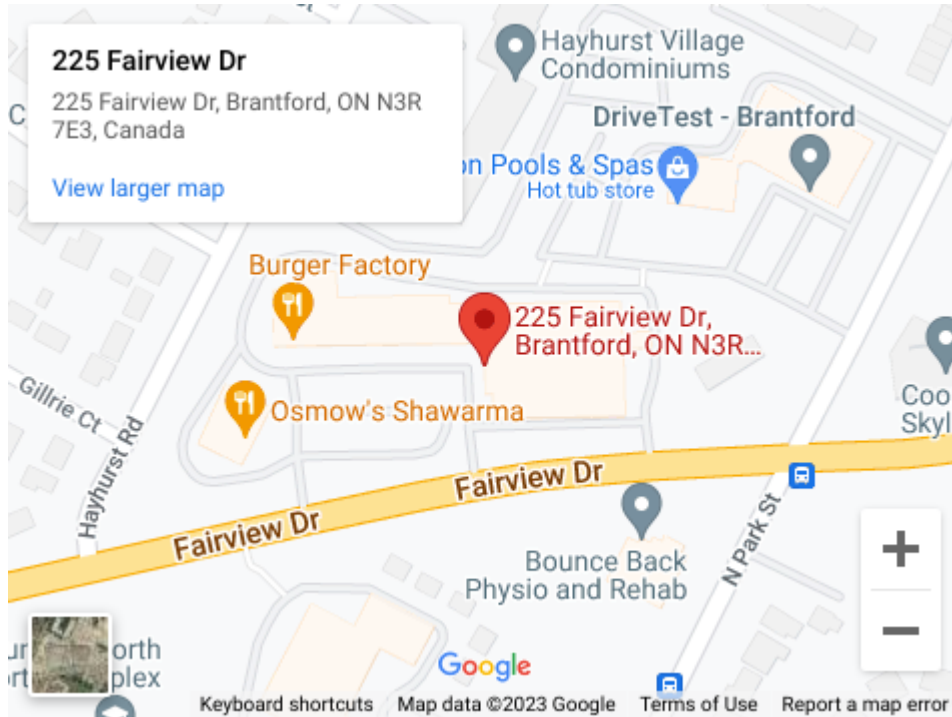 225 Fairview Dr
225 Fairview Dr, Brantford, ON N3R
7E3, Canada
View larger map
Hayhurst Village
Condominiums
C
DriveTest - Brantford
on Pools & Spas
Hot tub store
Burger Factory
225 Fairview Dr,
Brantford, ON N3R...
Coo
Skyl
Gillrie Ct
Osmow's Shawarma
Hayhurst Rd
Fairview Dr
Fairview Dr
N Park St
Bounce Back
Physio and Rehab
orth
plex
Google
Keyboard shortcuts
Map data ©2023 Google
Terms of Use
Report a map error